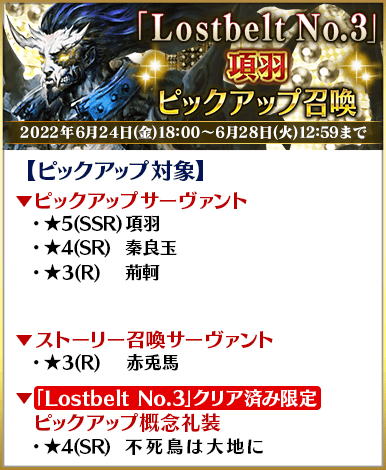 「Lostbelt No.3」
項羽
ピックアップ召喚
2022年6月24日(金)18:00～6月28日(火)12:59まで
【ピックアップ対象】
▼ピックアップサーヴァント
・★5(SSR) 項羽
・★4(SR) 秦良玉
・★3(R) 荊軻
▼ストーリー召喚サーヴァント
・★3(R) 赤兎馬
▼「Lostbelt No.3」クリア済み限定
ピックアップ概念礼装
・★4(SR) 不死鳥は大地に